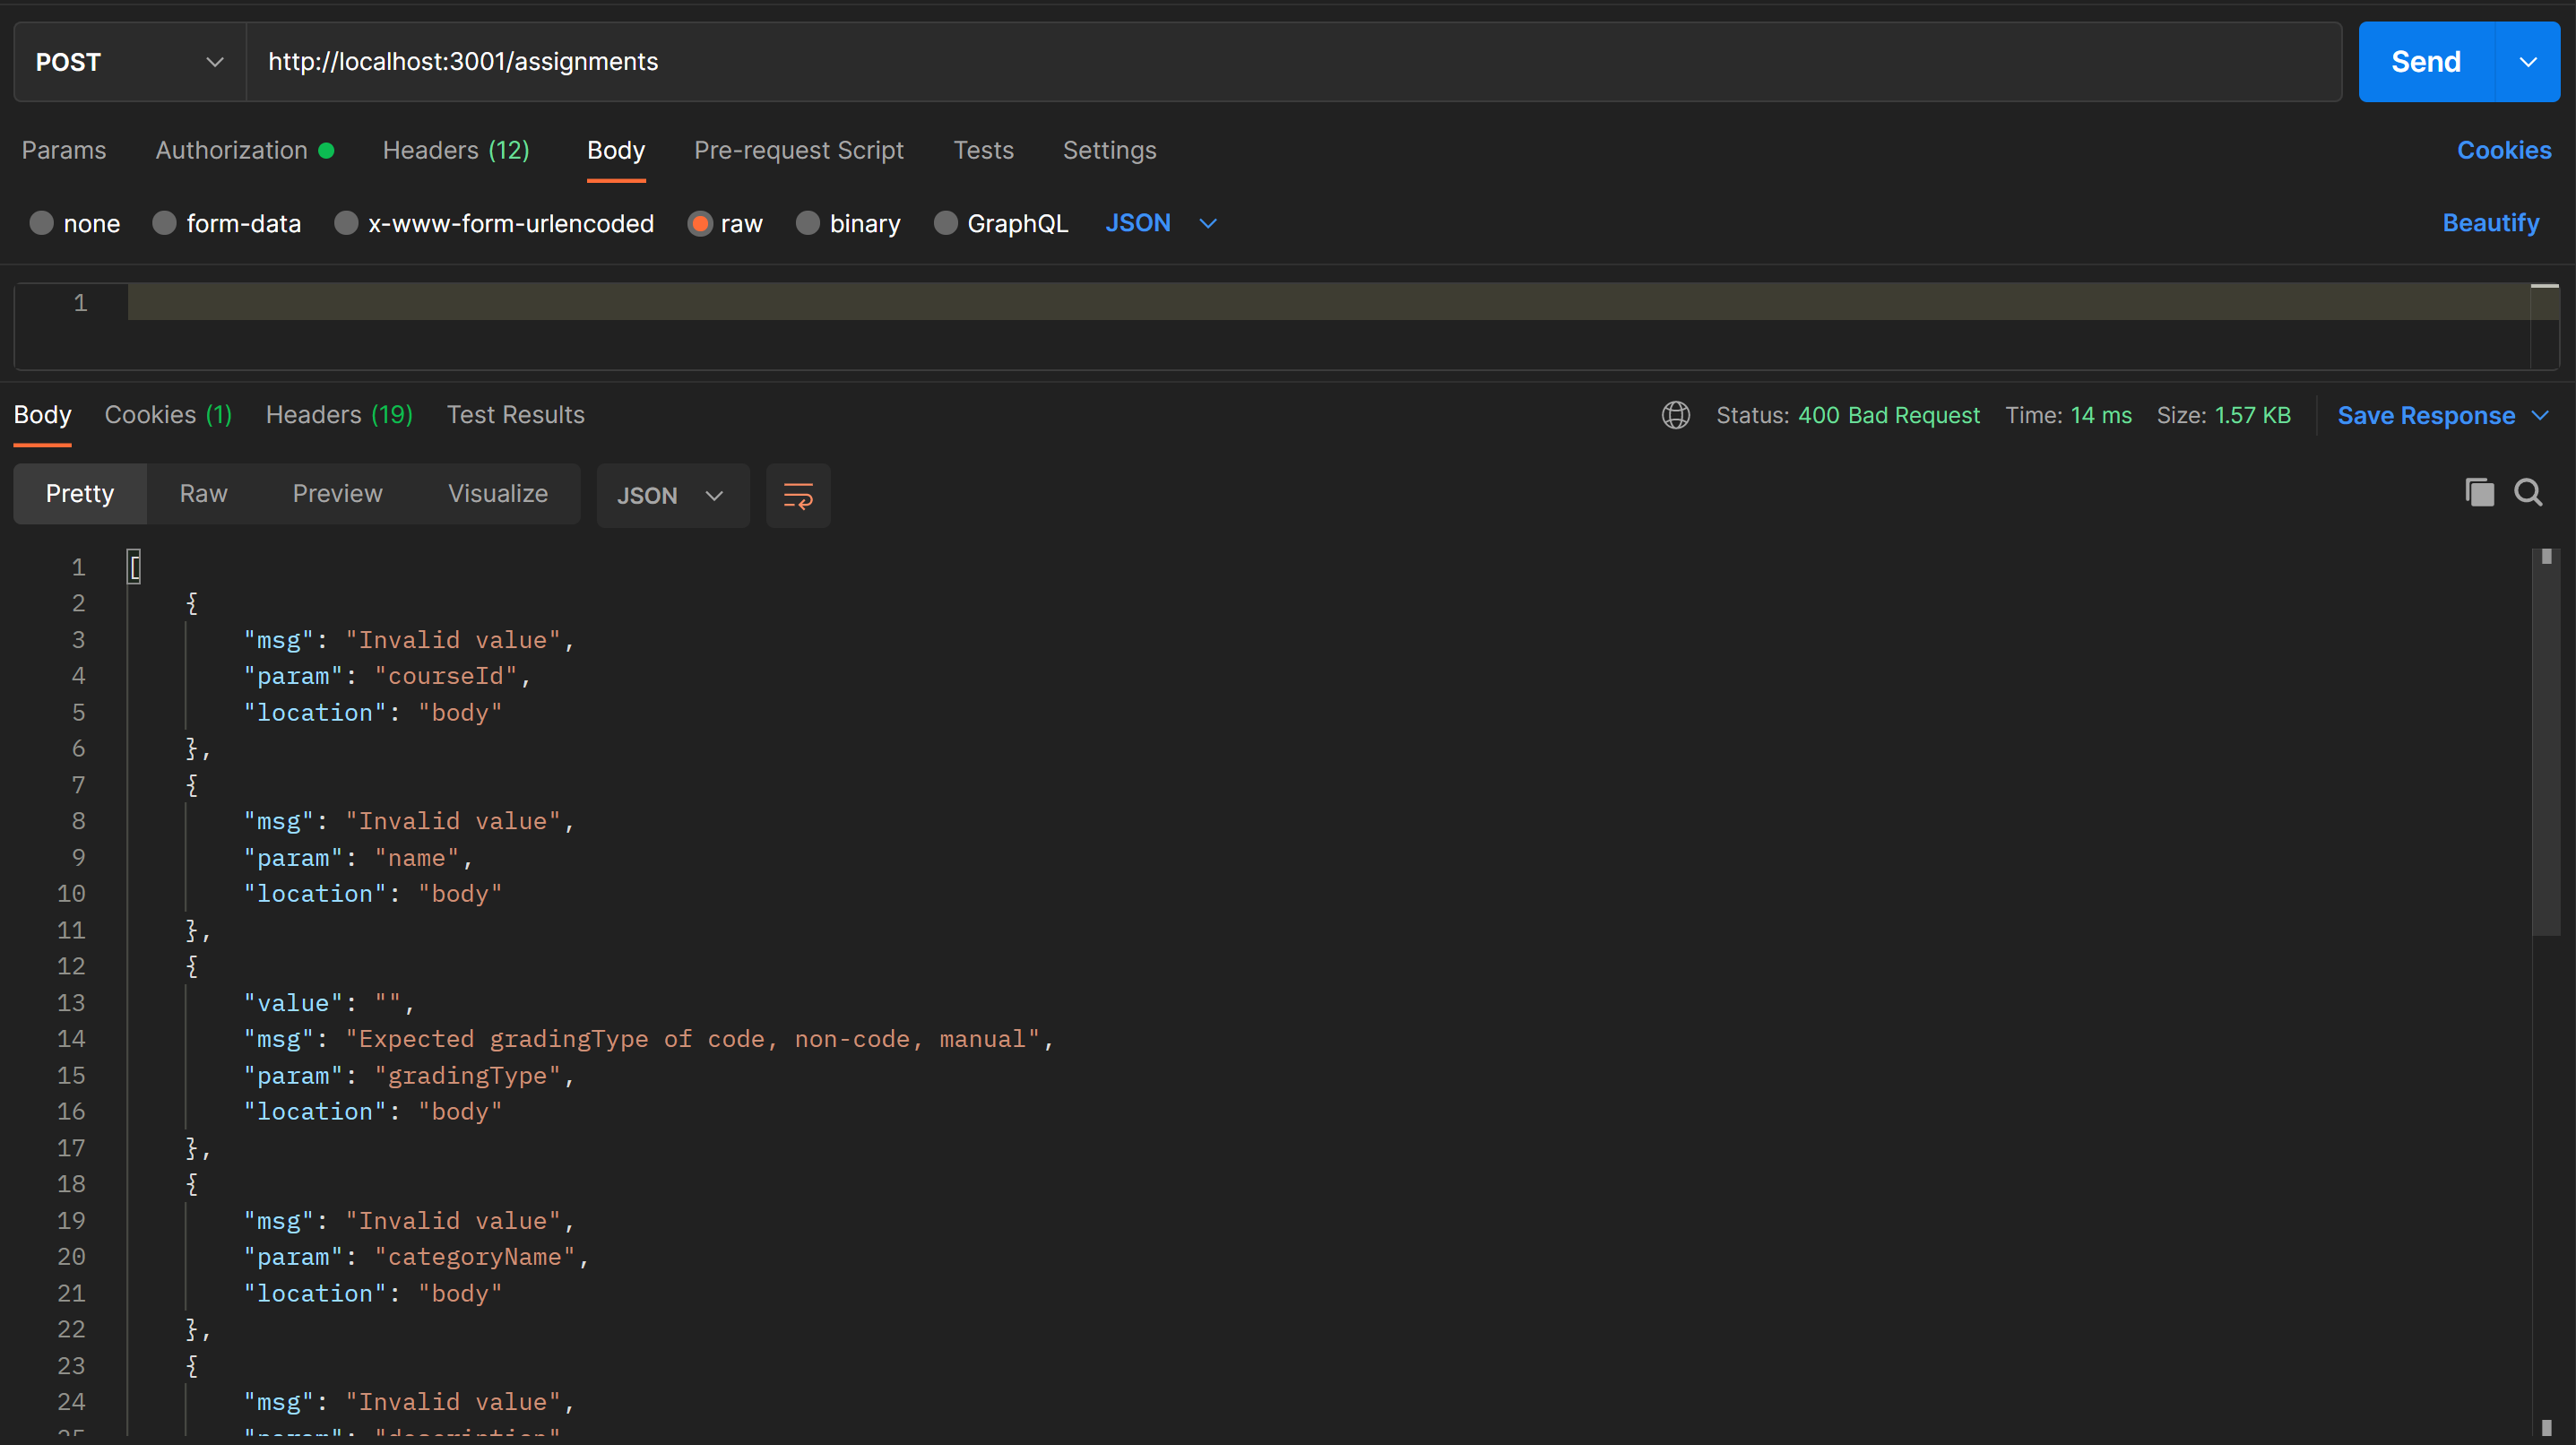 POST http://localhost:3001/assignments Send
Params Authorization Headers (12) Body Pre-request Script Tests Settings Cookies
none form-data x-www-form-urlencoded raw binary GraphQL JSON Beautify
1
Body Cookies (1) Headers (19) Test Results Status: 400 Bad Request Time: 14 ms Size: 1.57 KB Save Response
Pretty Raw Preview Visualize JSON
1 [
2 {
3 "msg": "Invalid value",
4 "param": "courseId",
5 "location": "body"
6 },
7 {
8 "msg": "Invalid value",
9 "param": "name",
10 "location": "body"
11 },
12 {
13 "value": "",
14 "msg": "Expected gradingType of code, non-code, manual",
15 "param": "gradingType",
16 "location": "body"
17 },
18 {
19 "msg": "Invalid value",
20 "param": "categoryName",
21 "location": "body"
22 },
23 {
24 "msg": "Invalid value",
25 "param": "description"